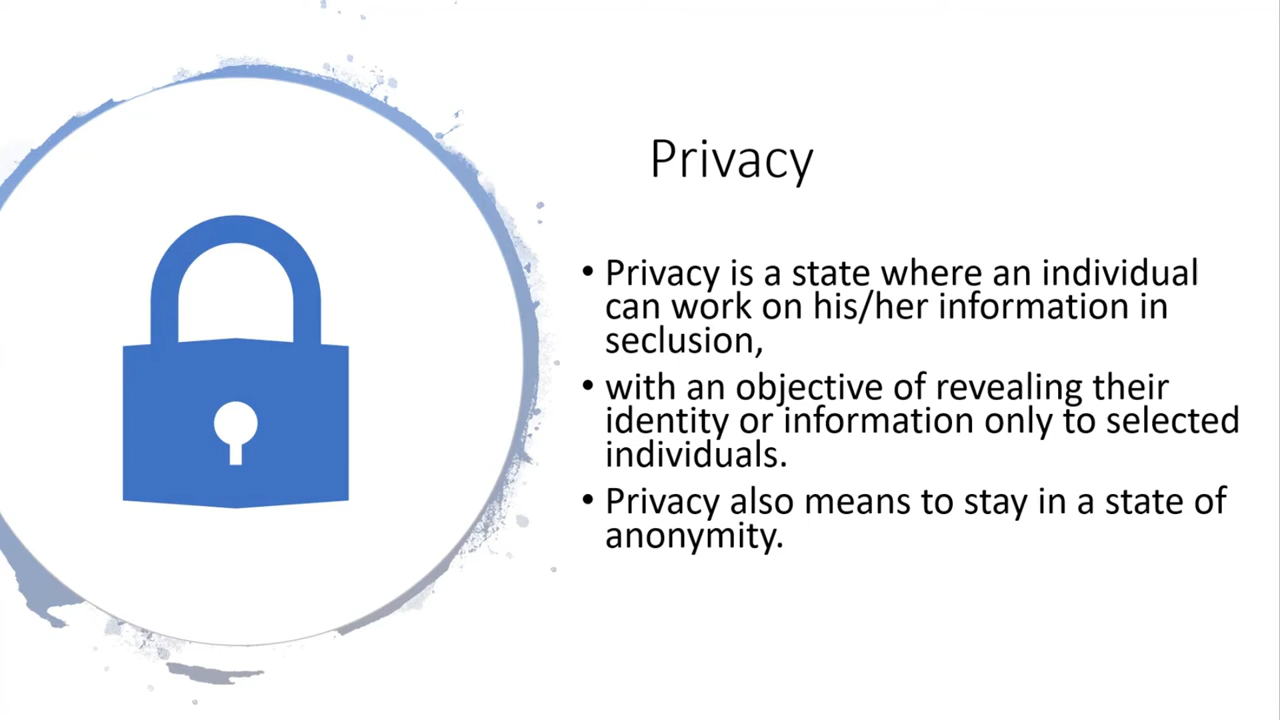 Privacy
• Privacy is a state where an individual
can work on his/her information in
seclusion,
• with an objective of revealing their
identity or information only to selected
individuals.
• Privacy also means to stay in a state of
anonymity.